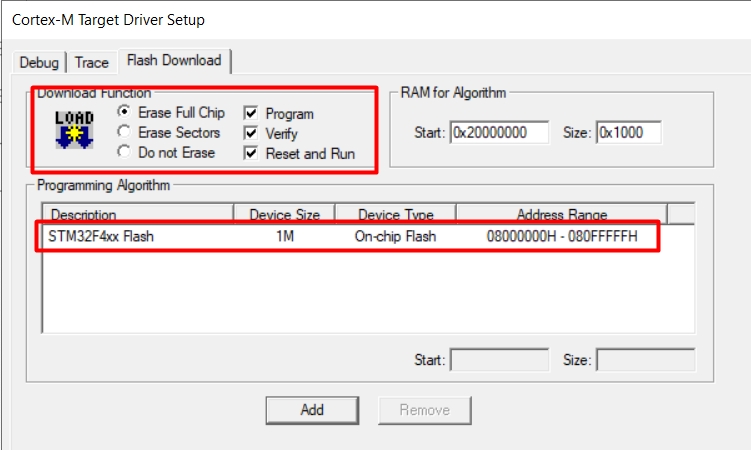 Cortex-M Target Driver Setup
Debug Trace Flash Download
Download Function
LOAD
Erase Full Chip
Erase Sectors
Do not Erase
Program
Verify
Reset and Run
RAM for Algorithm
Start: 0x20000000 Size: 0x1000
Programming Algorithm
Description Device Size Device Type Address Range
STM32F4xx Flash 1M On-chip Flash 08000000H - 080FFFFFH
Start: Size:
Add Remove